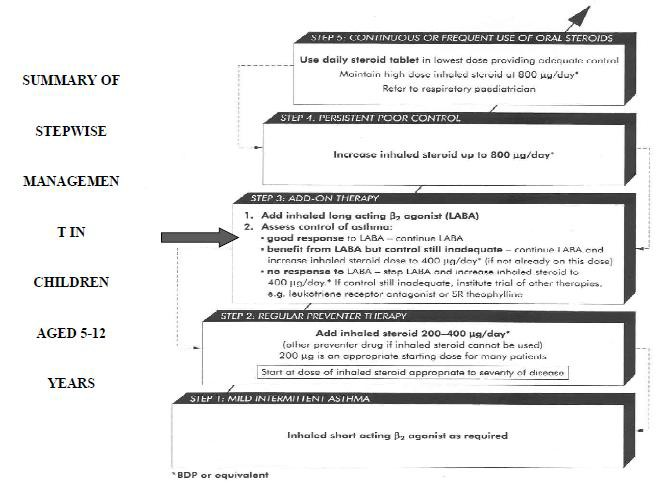 SUMMARY OF
STEPWISE
MANAGEMEN
T IN
CHILDREN
AGED 5-12
YEARS
STEP 5: CONTINUOUS OR FREQUENT USE OF ORAL STEROIDS
Use daily steroid tablet in lowest dose providing adequate control
Maintain high dose inhaled steroid at 800 μg/day*
Refer to respiratory paediatrician
STEP 4: PERSISTENT POOR CONTROL
Increase inhaled steroid up to 800 μg/day*
STEP 3: ADD-ON THERAPY
1. Add inhaled long acting β2 agonist (LABA)
2. Assess control of asthma:
• good response to LABA – continue LABA
• benefit from LABA but control still inadequate – continue LABA and
increase inhaled steroid dose to 400 μg/day* (if not already on this dose)
• no response to LABA – stop LABA and increase inhaled steroid to
400 μg/day.* If control still inadequate, institute trial of other therapies,
e.g. leukotriene receptor antagonist or SR theophylline
STEP 2: REGULAR PREVENTER THERAPY
Add inhaled steroid 200–400 μg/day*
(other preventer drug if inhaled steroid cannot be used)
200 μg is an appropriate starting dose for many patients
Start at dose of inhaled steroid appropriate to severity of disease
STEP 1: MILD INTERMITTENT ASTHMA
Inhaled short acting β2 agonist as required
*BDP or equivalent